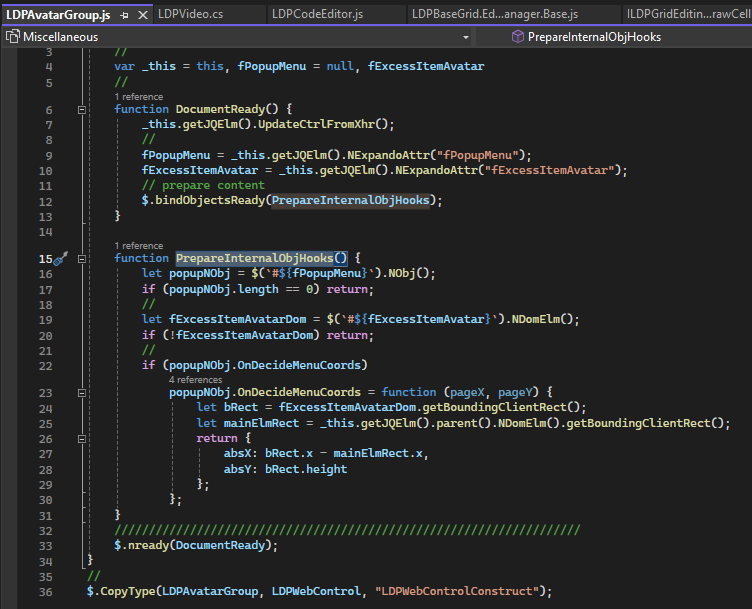 LDPAvatarGroup.js LDPVideo.cs LDPCodeEditor.js LDPBaseGrid.Ed...anager.Base.js ILDPGridEditin...rawCell
Miscellaneous PrepareInternalObjHooks
3 //
4 var _this = this, fPopupMenu = null, fExcessItemAvatar
5 //
1 reference
6 function DocumentReady() {
7 _this.getJQElm().UpdateCtrlFromXhr();
8 //
9 fPopupMenu = _this.getJQElm().NExpandoAttr("fPopupMenu");
10 fExcessItemAvatar = _this.getJQElm().NExpandoAttr("fExcessItemAvatar");
11 // prepare content
12 $.bindObjectsReady(PrepareInternalObjHooks);
13 }
14
1 reference
15 function PrepareInternalObjHooks() {
16 let popupNObj = $(`#${fPopupMenu}`).NObj();
17 if (popupNObj.length == 0) return;
18 //
19 let fExcessItemAvatarDom = $(`#${fExcessItemAvatar}`).NDomElm();
20 if (!fExcessItemAvatarDom) return;
21 //
22 if (popupNObj.OnDecideMenuCoords)
4 references
23 popupNObj.OnDecideMenuCoords = function (pageX, pageY) {
24 let bRect = fExcessItemAvatarDom.getBoundingClientRect();
25 let mainElmRect = _this.getJQElm().parent().NDomElm().getBoundingClientRect();
26 return {
27 absX: bRect.x - mainElmRect.x,
28 absY: bRect.height
29 };
30 };
31 }
32 ////////////////////////////////////////////////////////////////////
33 $.nready(DocumentReady);
34 }
35 //
36 $.CopyType(LDPAvatarGroup, LDPWebControl, "LDPWebControlConstruct");